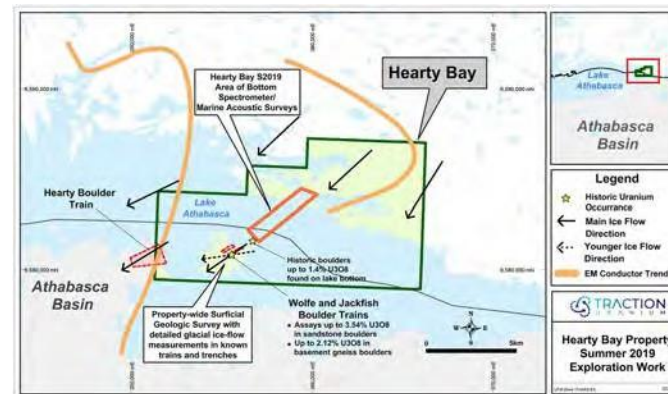 Hearty Bay S2019
Area of Bottom
Spectrometer/
Marine Acoustic Surveys
Hearty Bay
Hearty Boulder
Train
Lake
Athabasca
Athabasca
Basin
Historic boulders
up to 1.4% U3O8
found on lake bottom
Property-wide Surficial
Geologic Survey with
detailed glacial ice-flow
measurements in known
trains and trenches
Wolfe and Jackfish
Boulder Trains
Assays up to 3.54% U3O8
in sandstone boulders
Up to 2.12% U3O8 in
basement gneiss boulders
N
W E
S
5km
Lake
Athabasca
Athabasca
Basin
Legend
Historic Uranium
Occurrence
Main Ice Flow
Direction
Younger Ice Flow
Direction
EM Conductor Trend
TRACTION
URANIUM
Hearty Bay Property
Summer 2019
Exploration Work